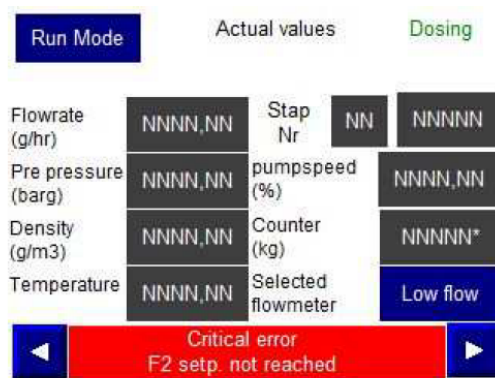 Run Mode
Actual values
Dosing
Flowrate
(g/hr)
NNNN,NN
Stap
Nr
NN
NNNNN
Pre pressure
(barg)
NNNN,NN
pumpspeed
(%)
NNNN,NN
Density
(g/m3)
NNNN,NN
Counter
(kg)
NNNNN*
Temperature
NNNN,NN
Selected
flowmeter
Low flow
Critical error
F2 setp. not reached